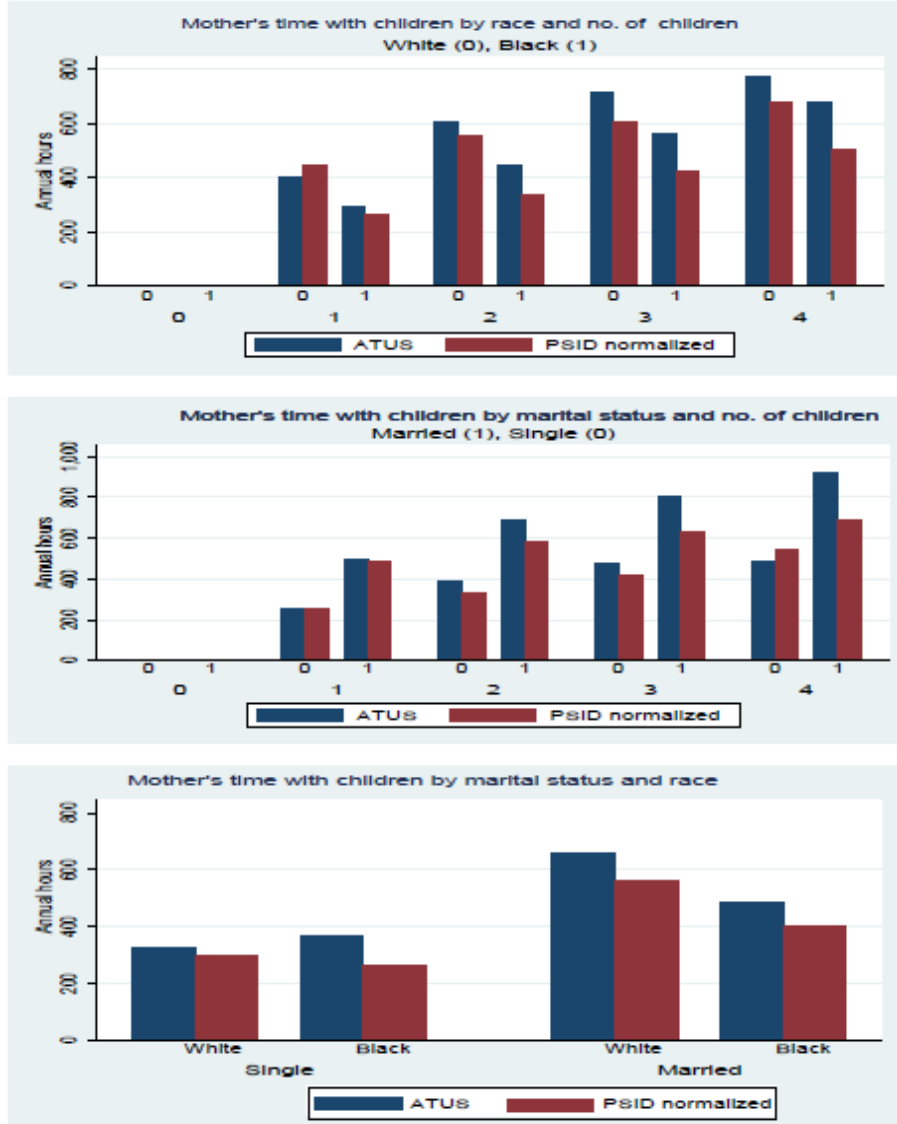 Mother's time with children by race and no. of children
White (0), Black (1)
Annual hours
800
600
400
200
0
0 1 0 1 0 1 0 1 0 1
0 1 2 3 4
ATUS PSID normalized
Mother's time with children by marital status and no. of children
Married (1), Single (0)
Annual hours
1,000
800
600
400
200
0
0 1 0 1 0 1 0 1 0 1
0 1 2 3 4
ATUS PSID normalized
Mother's time with children by marital status and race
Annual hours
800
600
400
200
0
White Black White Black
Single Married
ATUS PSID normalized